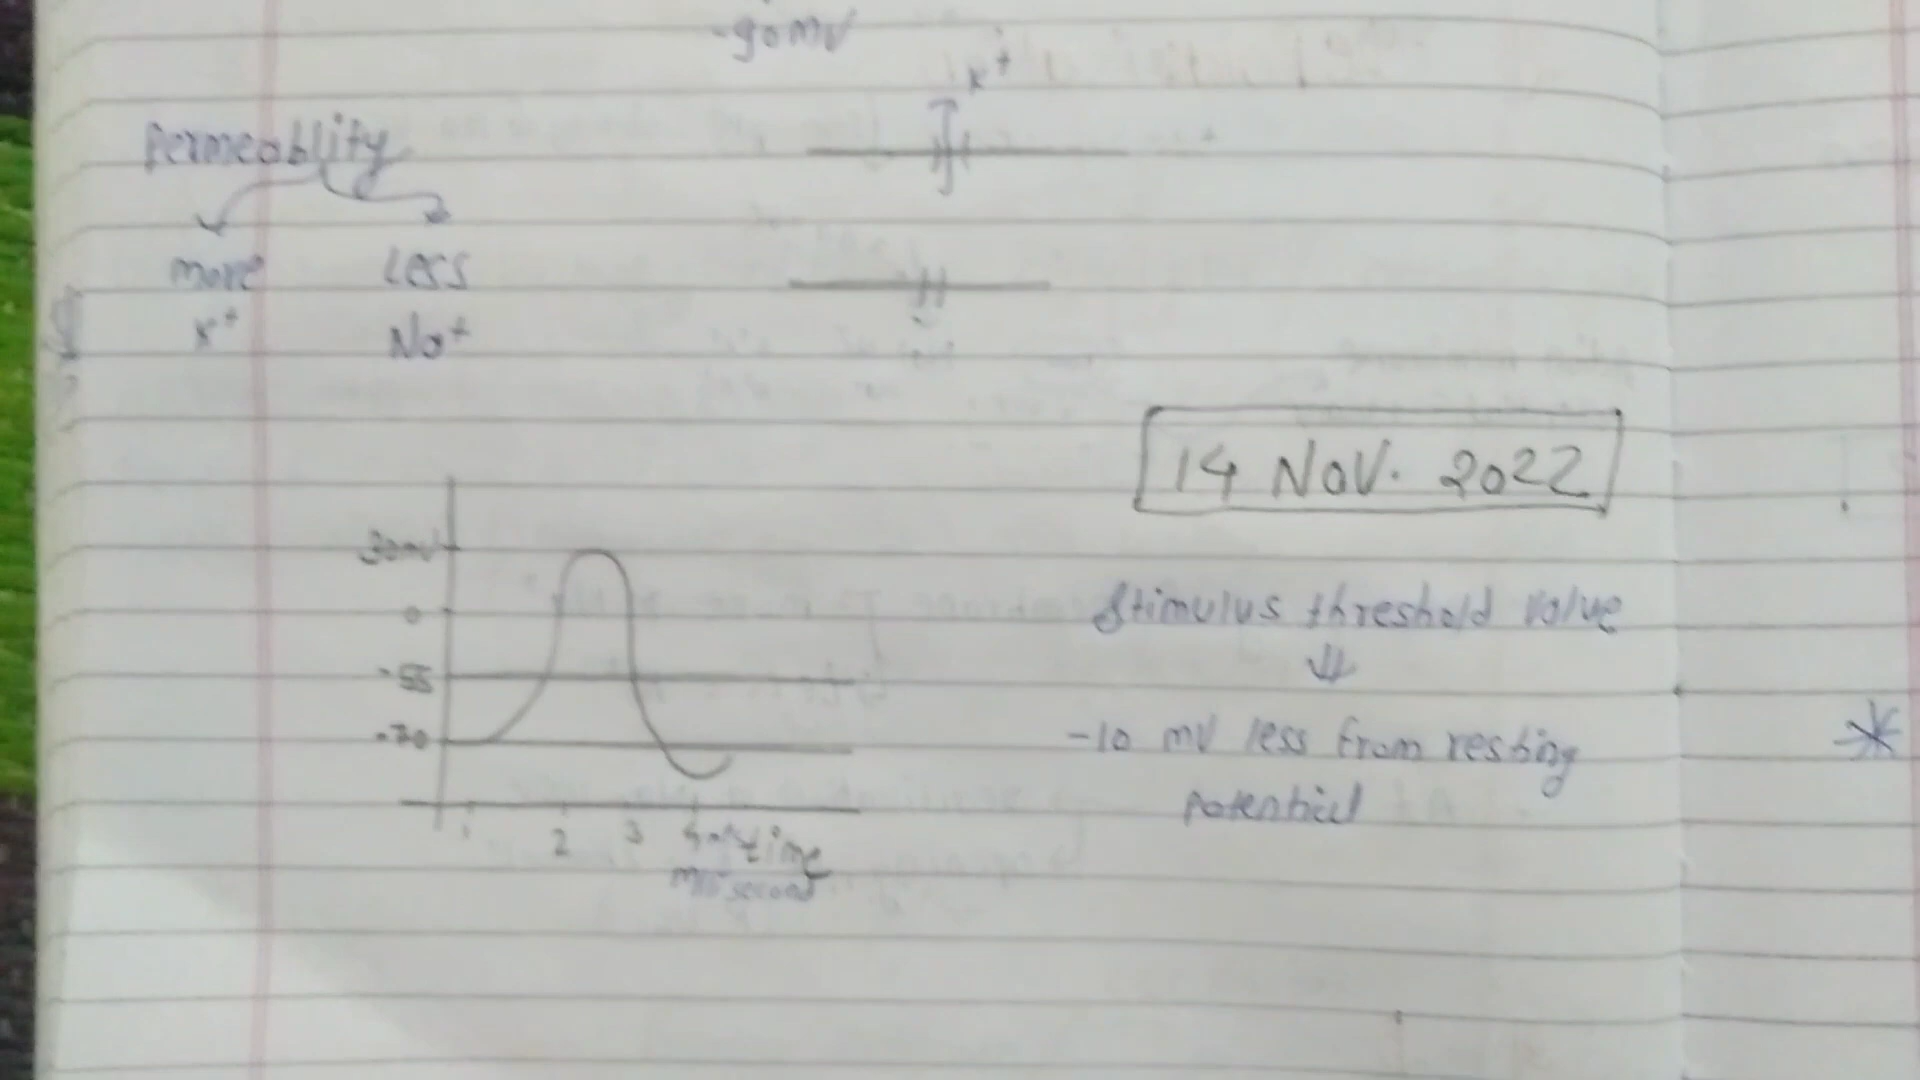 -90mV
K+
Permeablity
more Less
K+ Na+
14 NOV. 2022
30mV
0
-55
-70
1 2 3 4 time
Stimulus threshold value
-10 mV less from resting
potential